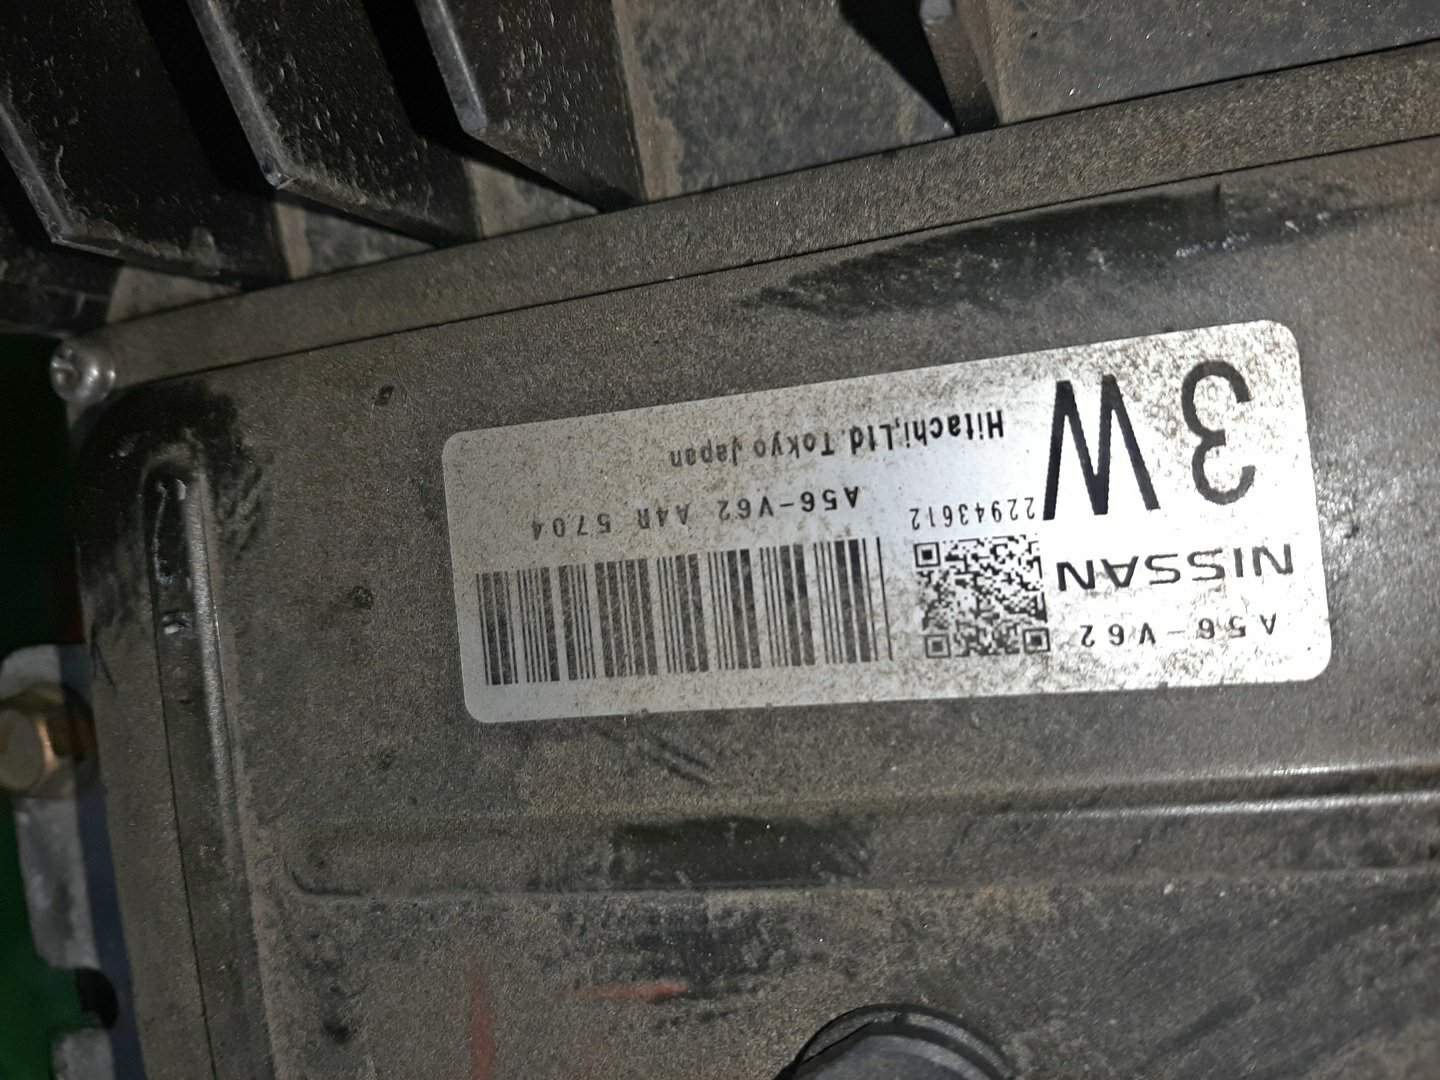 A56-V62
NISSAN
3W
22943612
A56-V62 A4R 5704
Hitachi,Ltd. Tokyo Japan